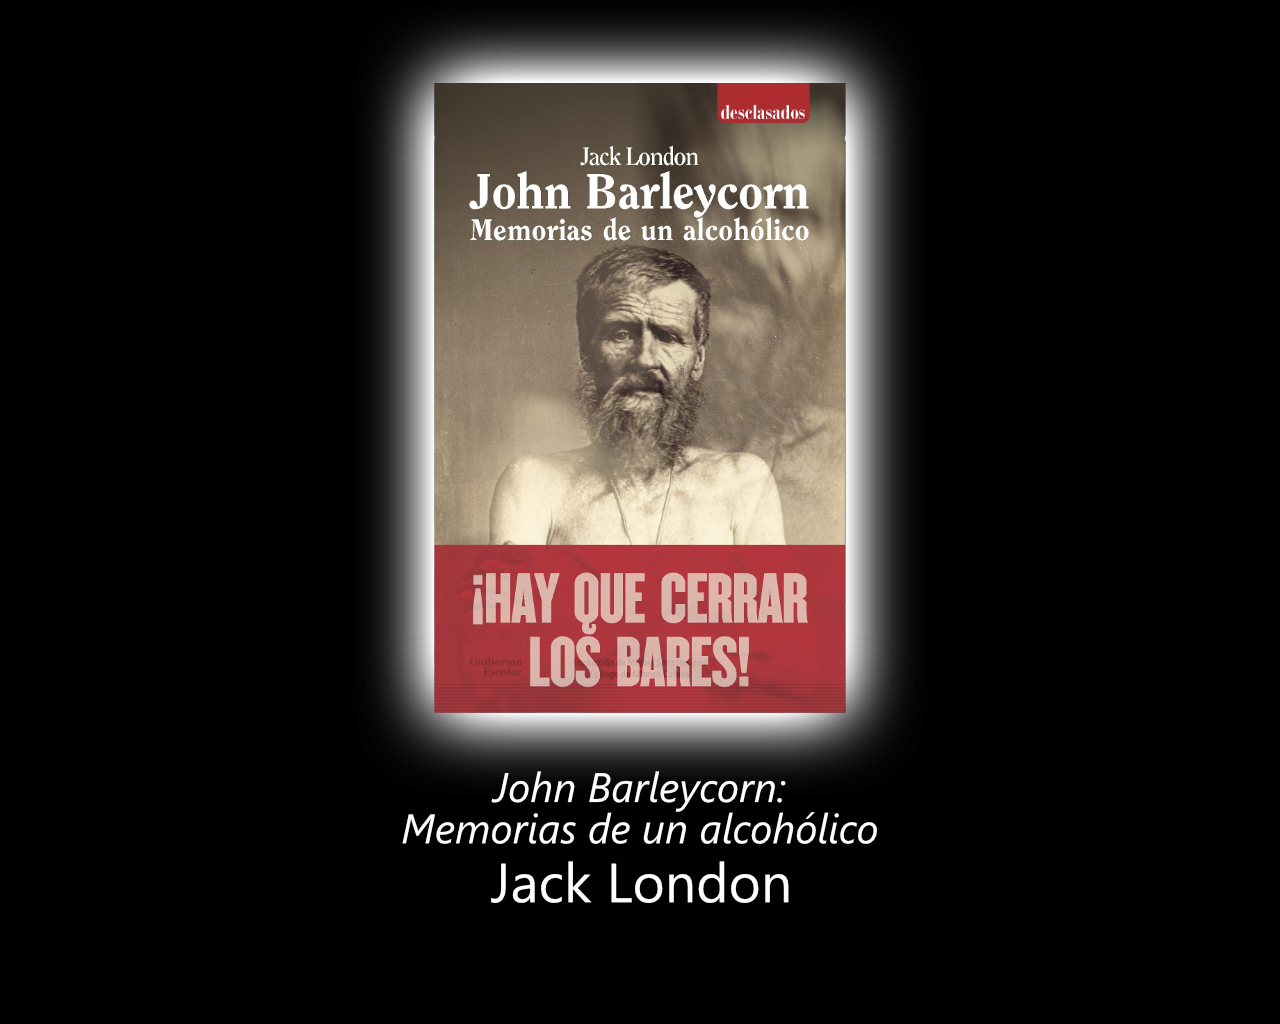 desclasados
Jack London
John Barleycorn
Memorias de un alcohólico
¡HAY QUE CERRAR
LOS BARES!
Guillermo
Escolar
John Barleycorn:
Memorias de un alcohólico
Jack London